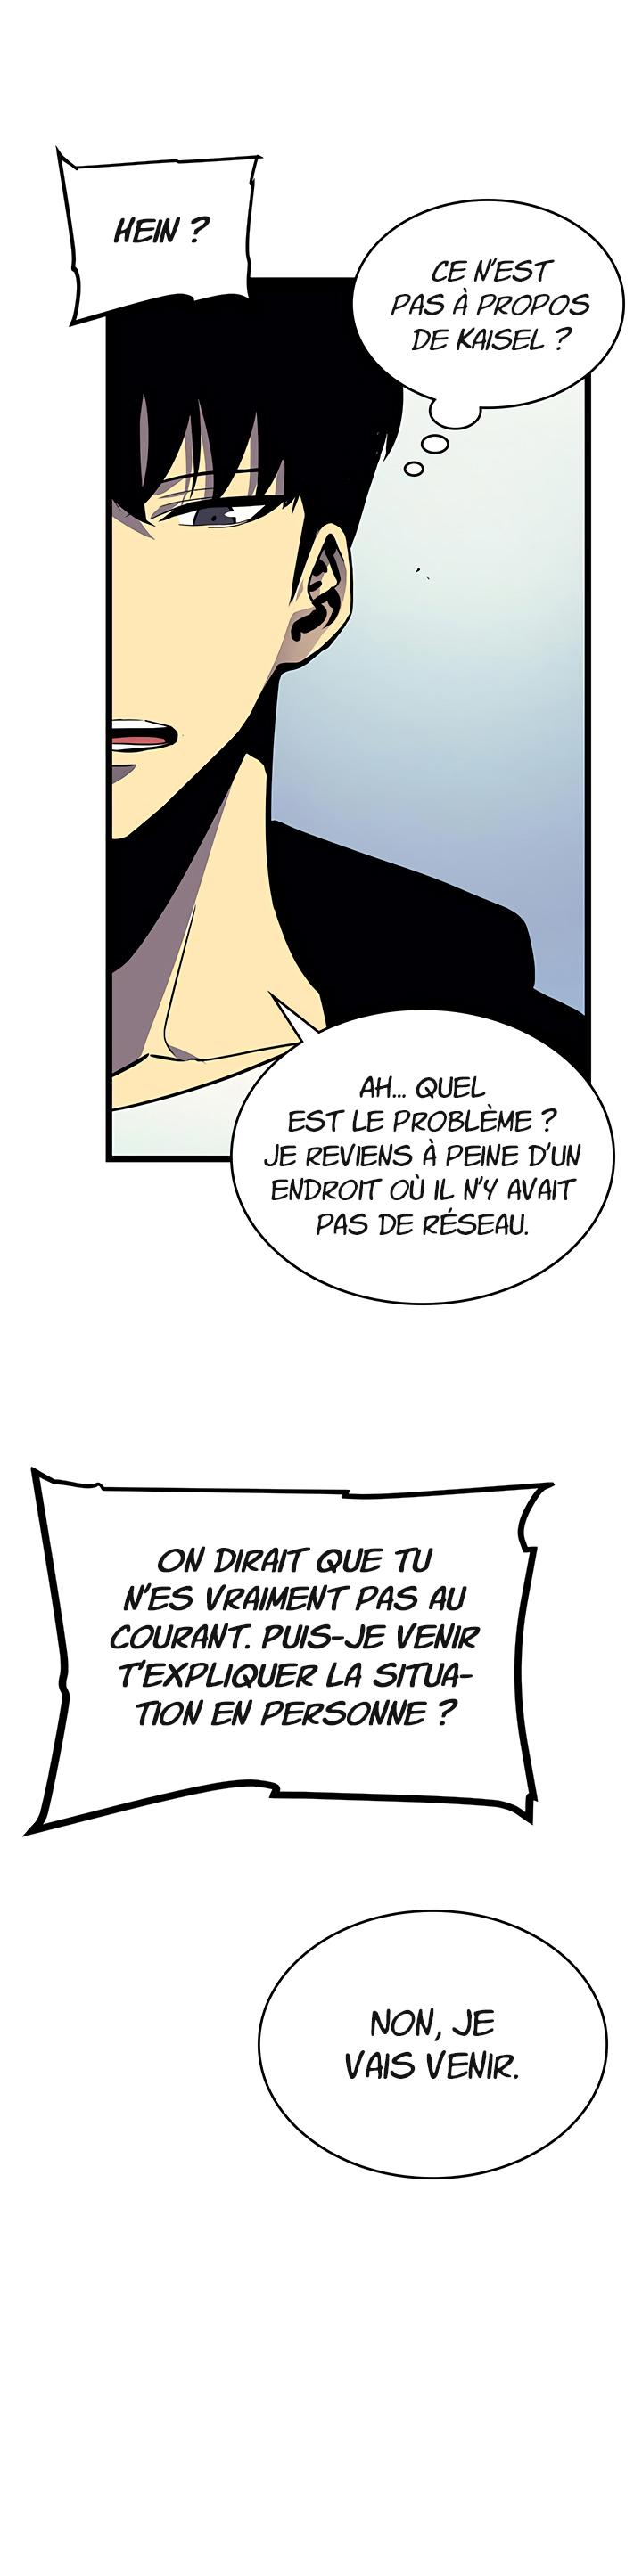 HEIN ?
CE N'EST
PAS À PROPOS
DE KAISEL ?
AH... QUEL
EST LE PROBLÈME ?
JE REVIENS À PEINE D'UN
ENDROIT OÙ IL N'Y AVAIT
PAS DE RÉSEAU.
ON DIRAIT QUE TU
N'ES VRAIMENT PAS AU
COURANT. PUIS-JE VENIR
T'EXPLIQUER LA SITUA-
TION EN PERSONNE ?
NON, JE
VAIS VENIR.